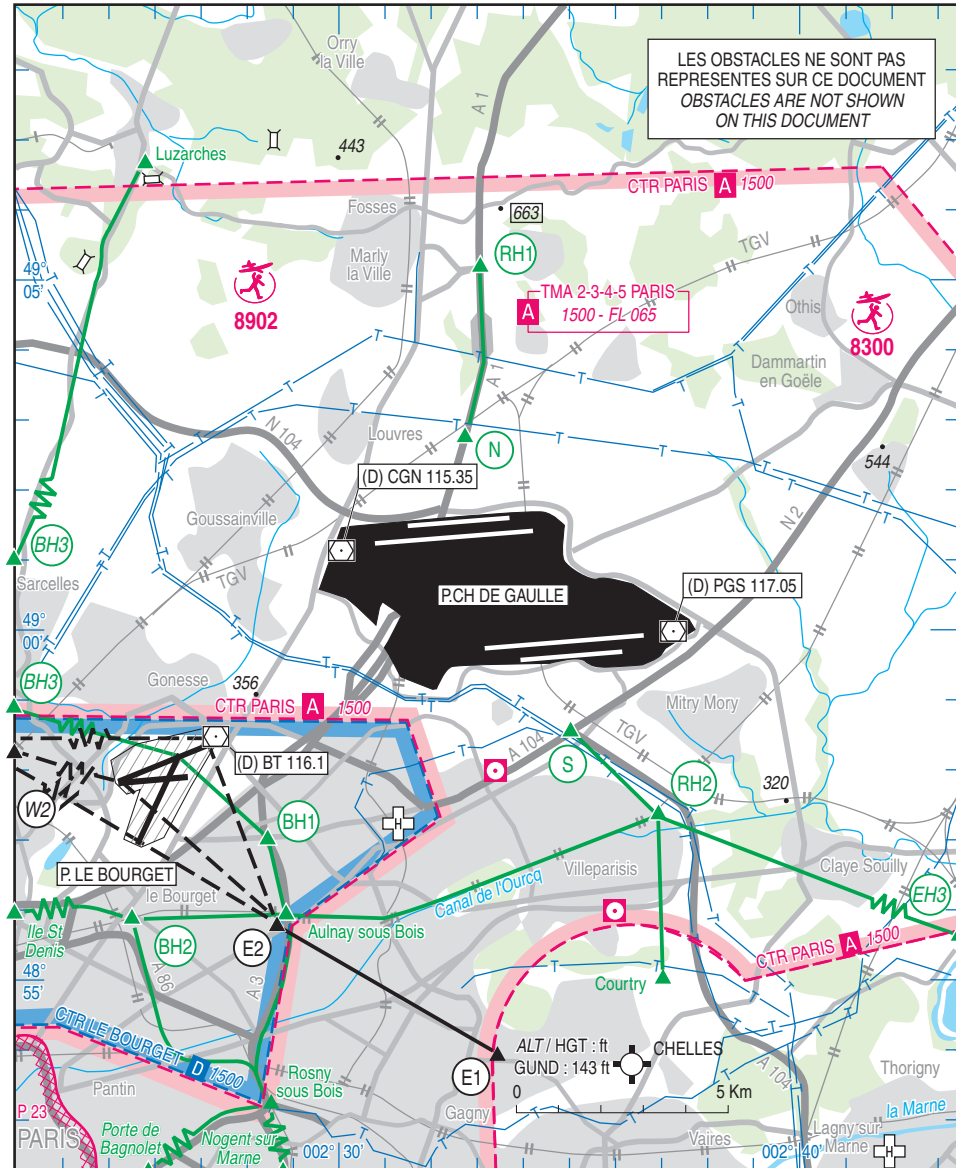 Orry
la Ville
LES OBSTACLES NE SONT PAS
REPRESENTES SUR CE DOCUMENT
OBSTACLES ARE NOT SHOWN
ON THIS DOCUMENT
A 1
Luzarches
443
CTR PARIS A 1500
Fosses
663
Marly
la Ville
RH1
TGV
49°
05'
8902
TMA 2-3-4-5 PARIS
A 1500 - FL 065
Othis
8300
A 1
Dammartin
en Goële
N 104
Louvres
N
544
(D) CGN 115.35
Goussainville
N 2
BH3
Sarcelles
TGV
P.CH DE GAULLE
(D) PGS 117.05
49°
00'
BH3
Gonesse
356
CTR PARIS A 1500
Mitry Mory
TGV
A 104
S
(D) BT 116.1
RH2
320
W2
BH1
H
P. LE BOURGET
le Bourget
Villeparisis
Claye Souilly
Canal de l'Ourcq
EH3
Ile St
Denis
BH2
E2
Aulnay sous Bois
CTR PARIS A 1500
A 86
A 3
48°
55'
Courtry
CTR LE BOURGET D 1500
ALT / HGT : ft
GUND : 143 ft
CHELLES
E1
0 5 Km
A 104
Thorigny
Pantin
Rosny
sous Bois
P 23
PARIS
Gagny
la Marne
Porte de
Bagnolet
Nogent sur
Marne
002° 30'
Vaires
002° 40'
Lagny sur
Marne
H